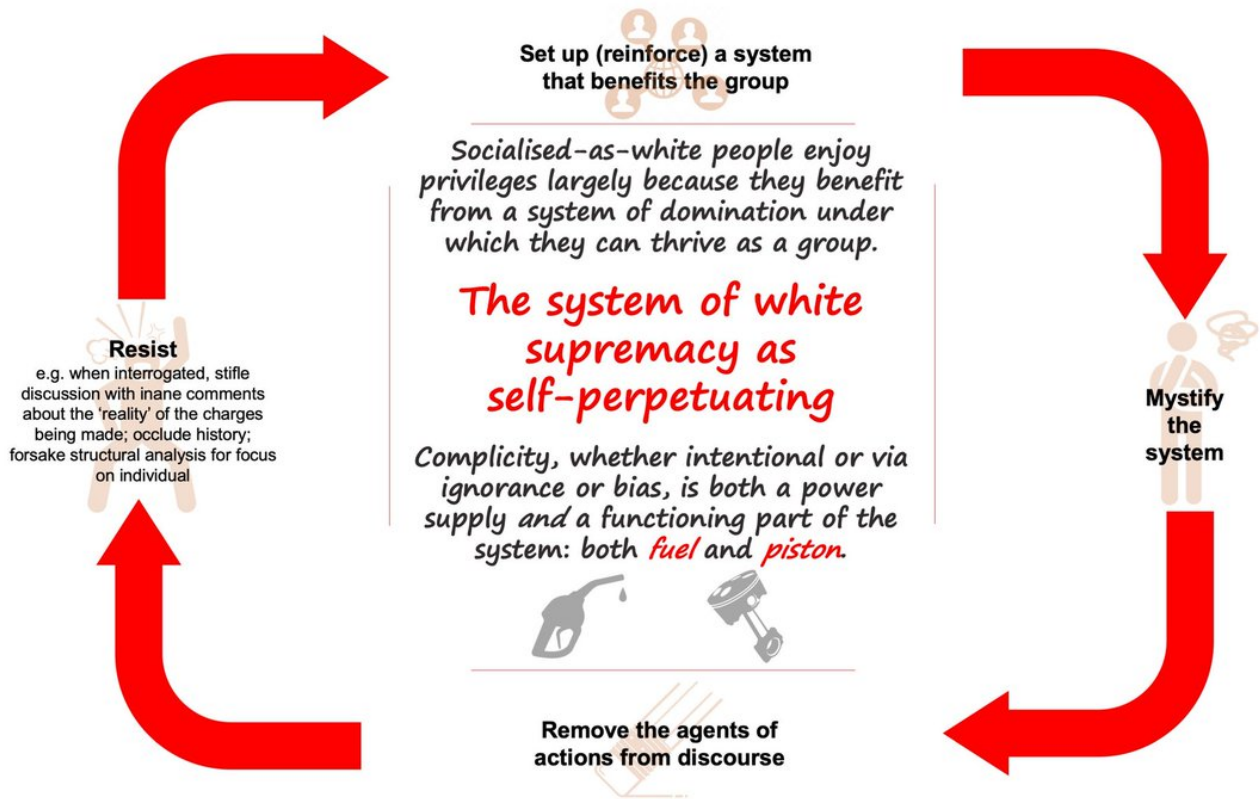 Set up (reinforce) a system
that benefits the group
Socialised-as-white people enjoy
privileges largely because they benefit
from a system of domination under
which they can thrive as a group.
The system of white
supremacy as
self-perpetuating
Complicity, whether intentional or via
ignorance or bias, is both a power
supply and a functioning part of the
system: both fuel and piston.
Mystify
the
system
Remove the agents of
actions from discourse
Resist
e.g. when interrogated, stifle
discussion with inane comments
about the ‘reality’ of the charges
being made; occlude history;
forsake structural analysis for focus
on individual